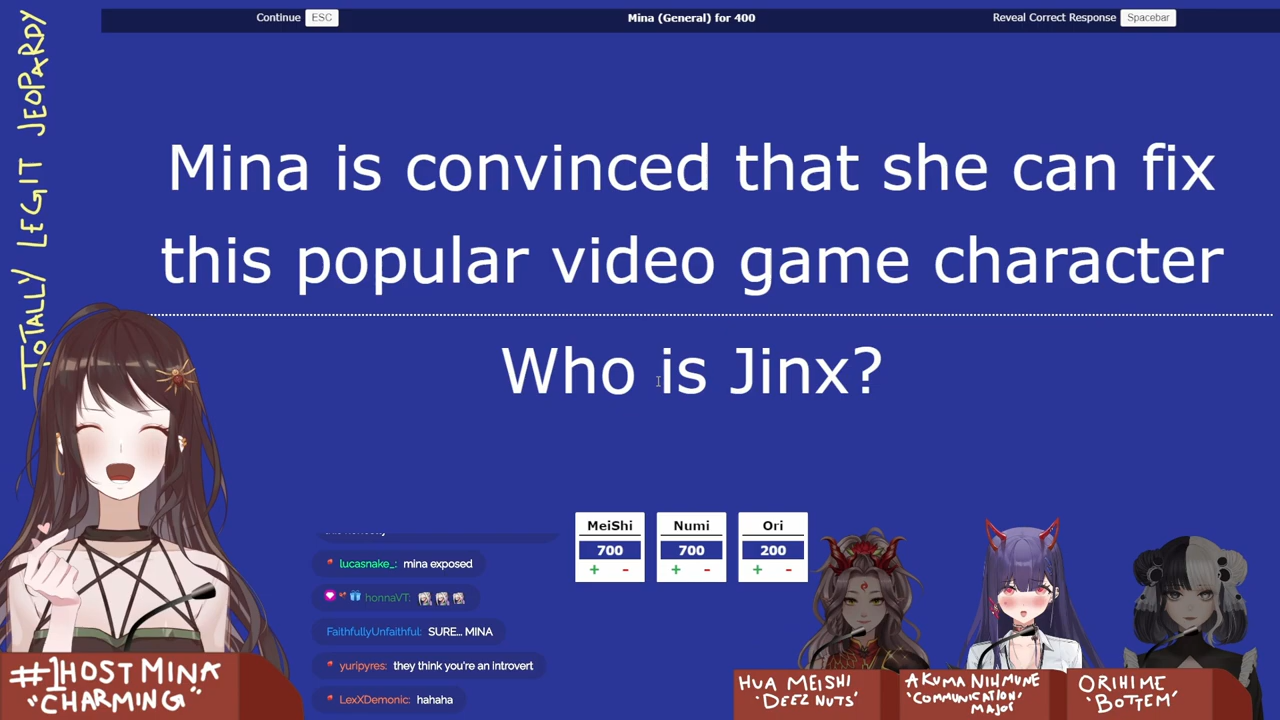 Continue ESC
Mina (General) for 400
Reveal Correct Response Spacebar
TOTALLY LEGIT JEOPARDY
Mina is convinced that she can fix
this popular video game character
Who is Jinx?
MeiShi
700
+ -
Numi
700
+ -
Ori
200
+ -
lucasnake_: mina exposed
honnaVT:
FaithfullyUnfaithful: SURE... MINA
yuripyres: they think you're an introvert
LexXDemonic: hahaha
#1HOST MINA
"CHARMING"
HUA MEISHI
"DEEZ NUTS"
AKUMA NIHMUNE
"COMMUNICATION"
MAJOR
ORIHIME
"BOTTEM"